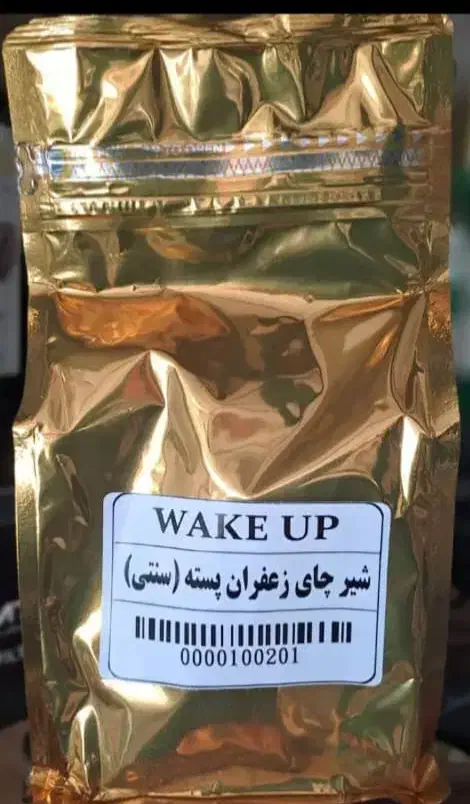 WAKE UP
شیر چای زعفران پسته (سنتی)
0000100201